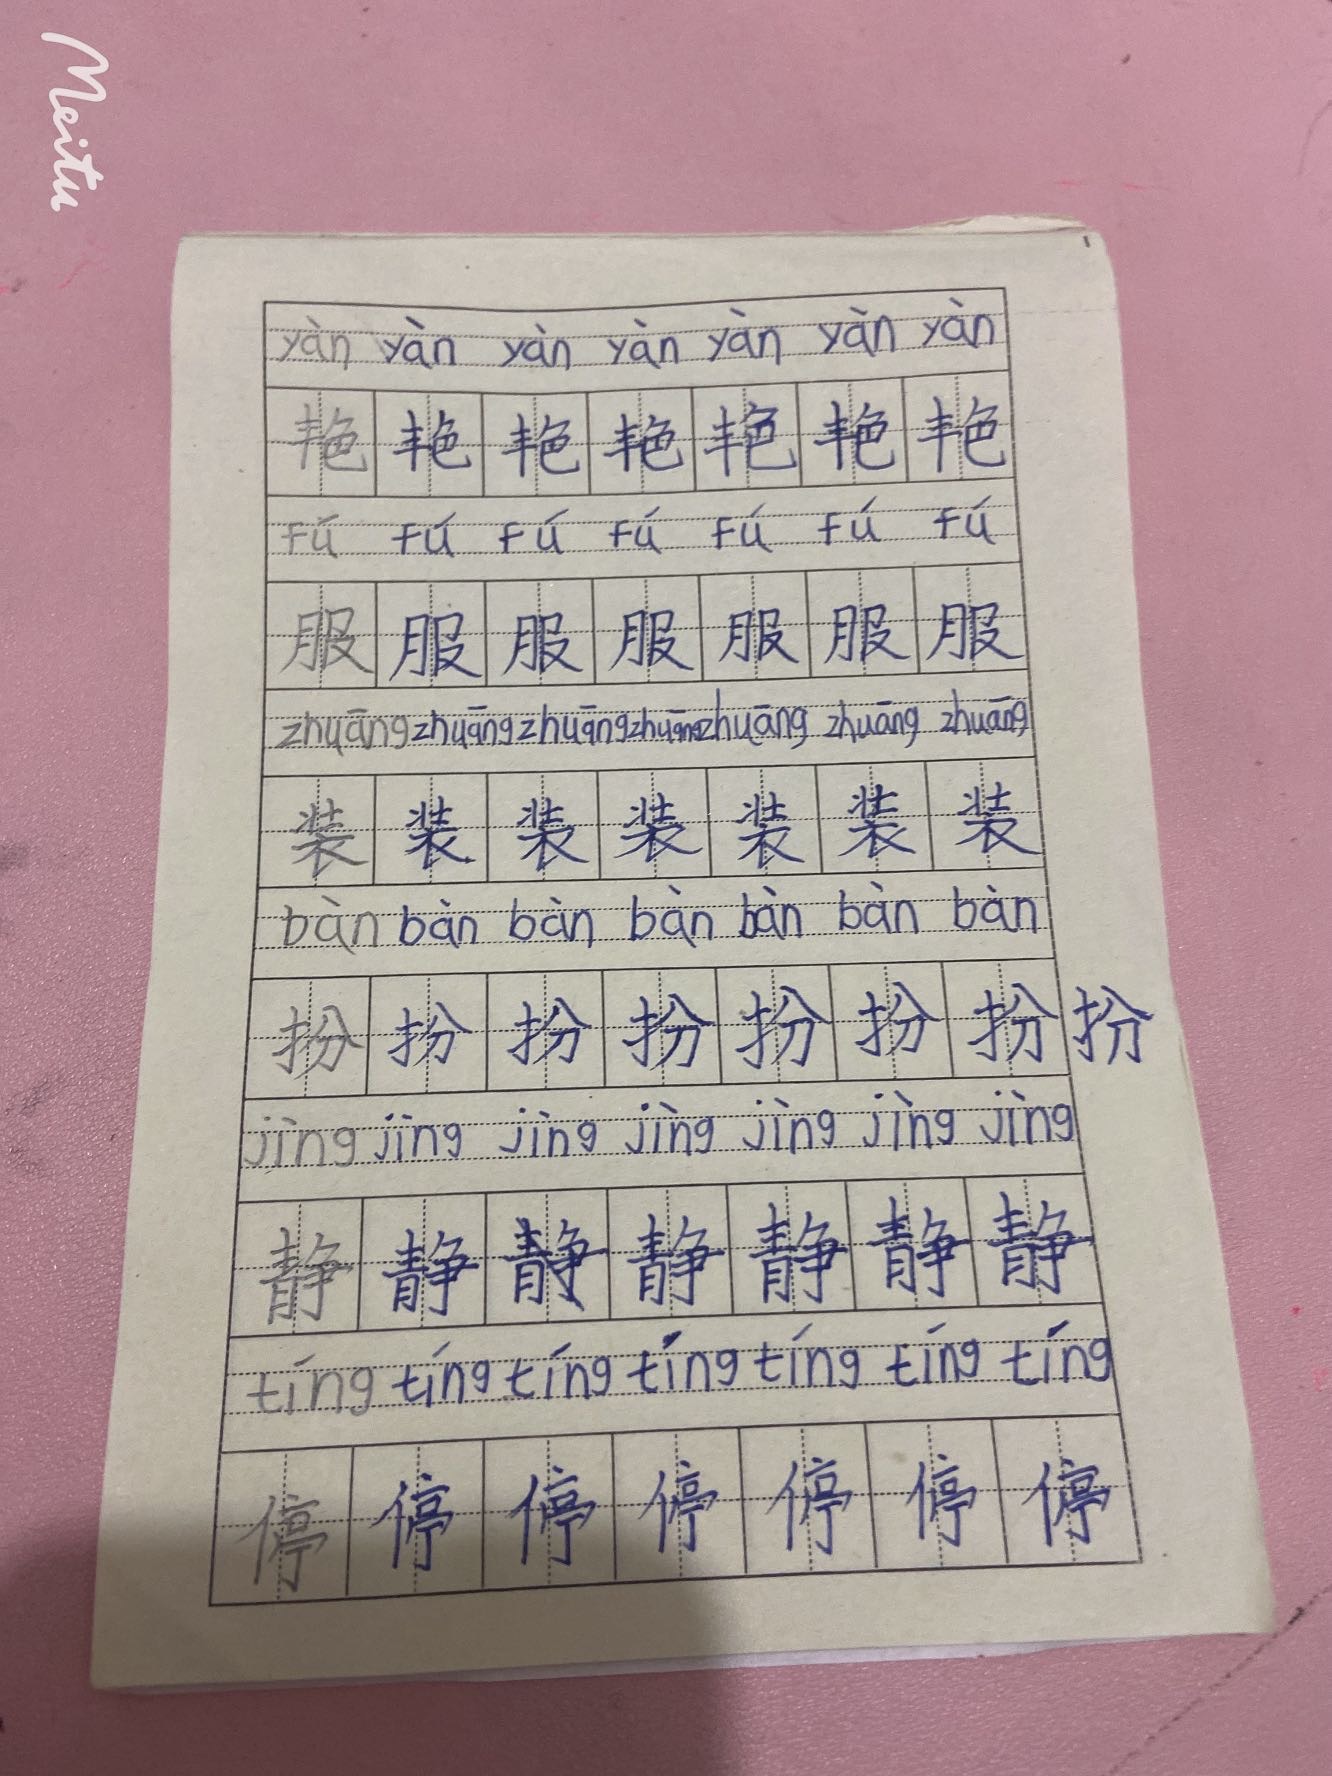 Meitu
yàn yàn yàn yàn yàn yàn yàn
艳 艳 艳 艳 艳 艳 艳
fú fú fú fú fú fú fú
服 服 服 服 服 服 服
zhuāng zhuāng zhuāng zhuāng zhuāng zhuāng zhuāng
装 装 装 装 装 装 装
bàn bàn bàn bàn bàn bàn bàn
扮 扮 扮 扮 扮 扮 扮 扮
jìng jìng jìng jìng jìng jìng jìng
静 静 静 静 静 静 静
tíng tíng tíng tíng tíng tíng tíng
停 停 停 停 停 停 停